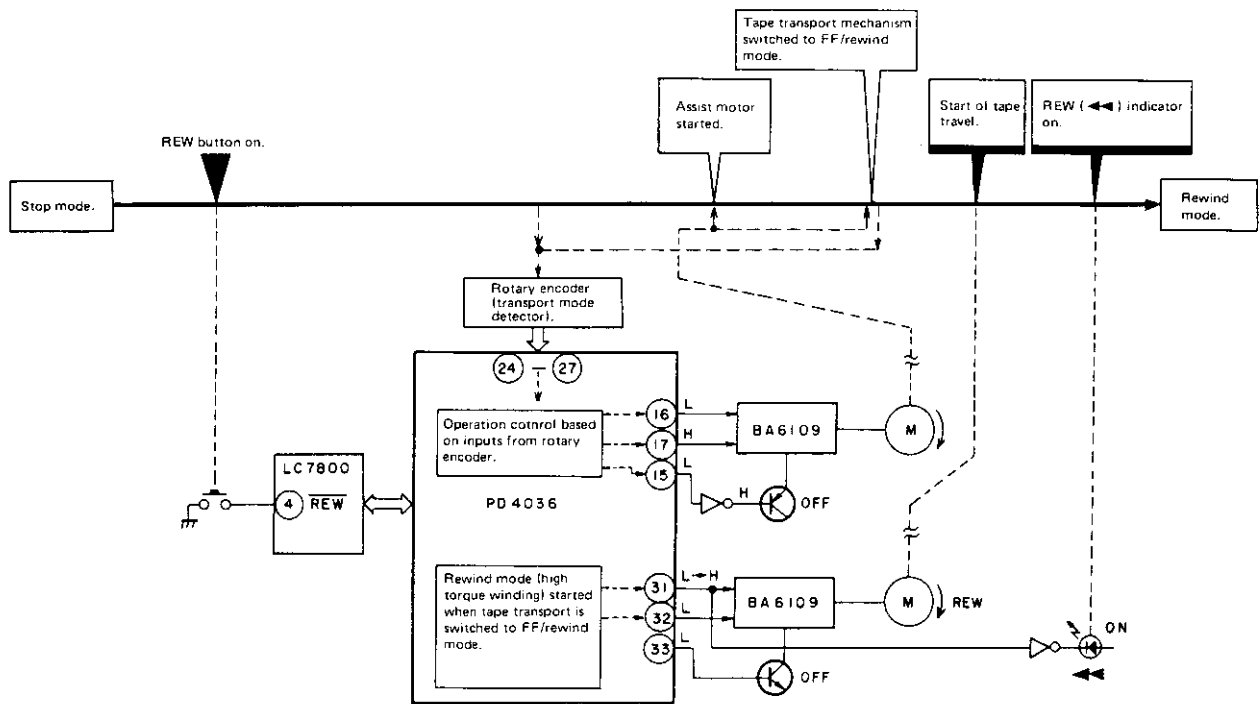 Tape transport mechanism
switched to FF/rewind
mode.
Assist motor
started.
Start of tape
travel.
REW ( ◀◀ ) indicator
on.
REW button on.
Stop mode.
Rewind
mode.
Rotary encoder
(transport mode
detector).
24 – 27
Operation cotnrol based
on inputs from rotary
encoder.
16 L
17 H
15 L
BA6109
M
H
OFF
LC7800
4 REW
PD4036
Rewind mode (high
torque winding) started
when tape transport is
switched to FF/rewind
mode.
31 L→H
32 L
33 L
BA6109
M
REW
OFF
ON
◀◀